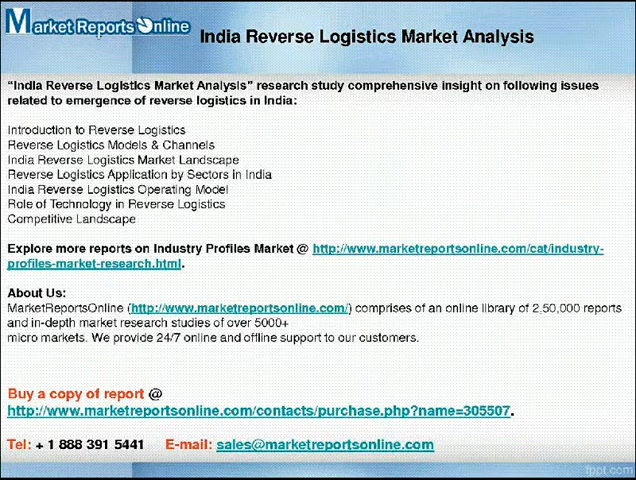 Market Reports Online
India Reverse Logistics Market Analysis
“India Reverse Logistics Market Analysis” research study comprehensive insight on following issues
related to emergence of reverse logistics in India:
Introduction to Reverse Logistics
Reverse Logistics Models & Channels
India Reverse Logistics Market Landscape
Reverse Logistics Application by Sectors in India
India Reverse Logistics Operating Model
Role of Technology in Reverse Logistics
Competitive Landscape
Explore more reports on Industry Profiles Market @ http://www.marketreportsonline.com/cat/industry-
profiles-market-research.html.
About Us:
MarketReportsOnline (http://www.marketreportsonline.com/) comprises of an online library of 2,50,000 reports
and in-depth market research studies of over 5000+
micro markets. We provide 24/7 online and offline support to our customers.
Buy a copy of report @
http://www.marketreportsonline.com/contacts/purchase.php?name=305507.
Tel: + 1 888 391 5441 E-mail: sales@marketreportsonline.com
fppt.com